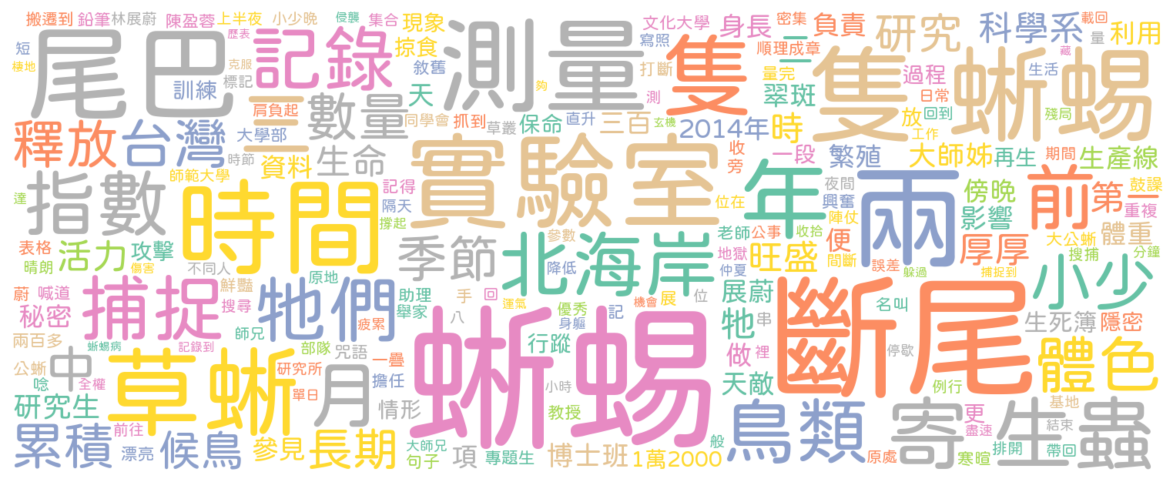 搬遷到 鉛筆 林展蔚 陳盈蓉 上半夜 小少晚 侵襲 集合 現象 文化大學 身長 密集 負責 研究 科學系 載回 量 利用
尾巴 記錄 測量 隻 隻 蜥蜴
短 棲地 歷表 克服 掠食 寫照 打斷 順理成章 二 過程 生活 藏
訓練 標記 敘舊 天 夠 測 量完 翠斑 日常 殘局
肩負起 三 數量 同學會 抓到 草叢 保命 直升 三百 玄機 2014年 時 放 回到 工作
釋放 台灣 大學部 時節 資料 生命 收 旁 一段 繁殖 大師姊 再生 期間 生產線
師範大學 實驗室 年 兩 前 第一 鼓譟
達 指數 時間 記得 隔天 撐起 位在 夜間 興奮 陣仗 傍晚 影響 重複
表格 晴朗 活力 攻擊 傷害 不同人 季節 參數 北海岸 老師 公事 收拾 便 間斷 厚厚 大公蜥 體重 搜捕 分鐘
蔚 喊道 鮮豔 原地 降低 地獄 仲夏 旺盛 誤差 躲過 捕捉到 小少
秘密 捕捉 搜尋 牠們 助理 舉家 手 回 運氣 優秀 身軀 機會 展 記 位 展蔚 名叫 斷尾
兩百多 蜥蜴病 記錄到 師兄 疲累 八 蜥蜴 行蹤 牠 串 生死簿 隱密
公蜥 中 草蜥 部隊 咒語 研究所 一疊 做 裡 停歇 體色
唸 全權 單日 月 擔任 小時 天敵 例行
研究生 情形 教授 鳥類 寄生蟲 更 基地
累積 前往 漂亮 候鳥 參見 長期 大師兄 句子 項 專題生 博士班 般 1萬2000 原處 盡速 寒暄 排開 結束 帶回